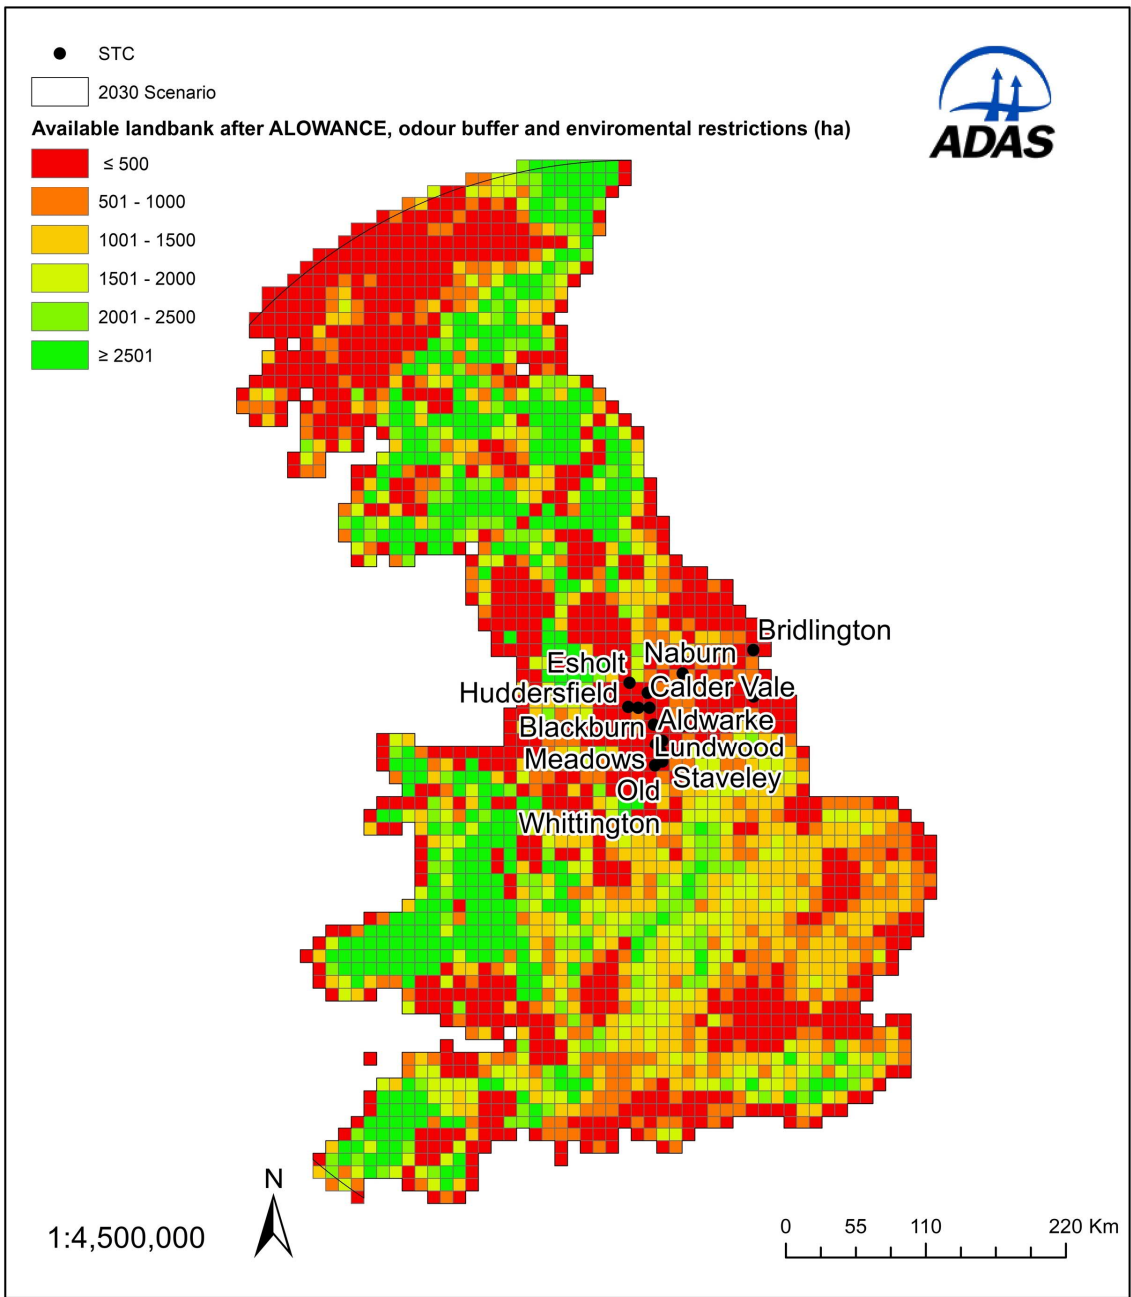 STC
2030 Scenario
Available landbank after ALOWANCE, odour buffer and enviromental restrictions (ha)
≤ 500
501 - 1000
1001 - 1500
1501 - 2000
2001 - 2500
≥ 2501
ADAS
Bridlington
Naburn
Esholt
Calder Vale
Huddersfield
Aldwarke
Blackburn
Meadows
Lundwood
Staveley
Old
Whittington
N
1:4,500,000
0 55 110 220 Km